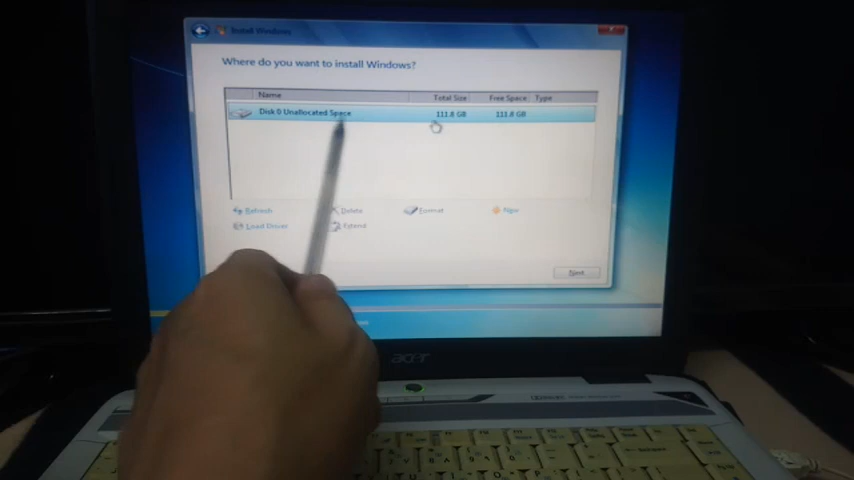 Install Windows
Where do you want to install Windows?
Name Total Size Free Space Type
Disk 0 Unallocated Space 111.8 GB 111.8 GB
Refresh Delete Format New
Load Driver Extend
Next
acer